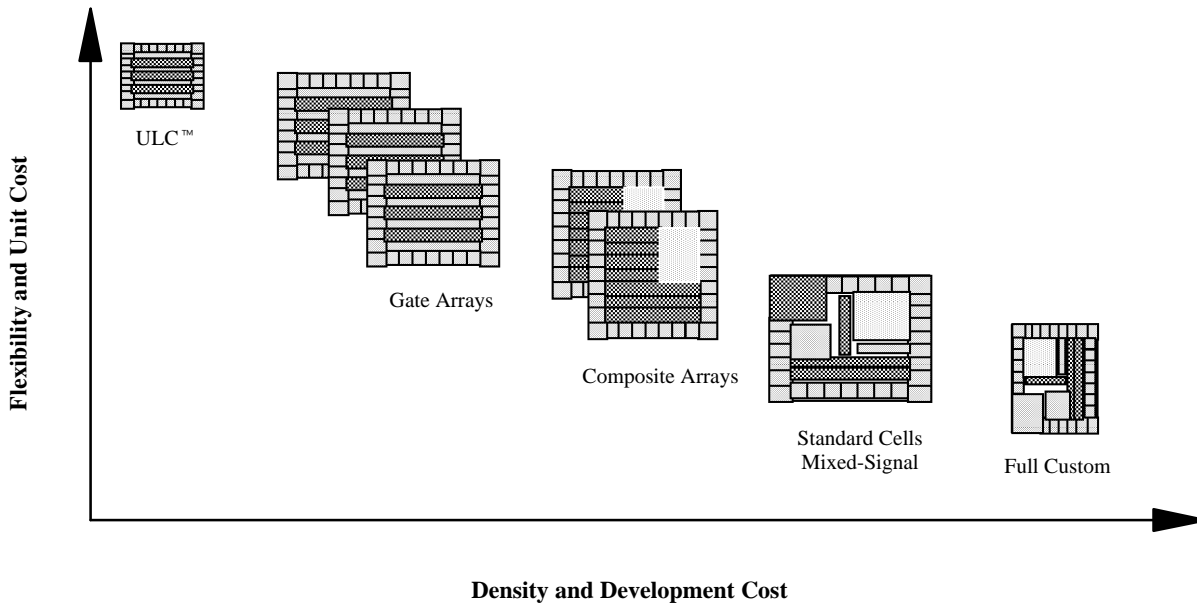 Flexibility and Unit Cost
ULC™
Gate Arrays
Composite Arrays
Standard Cells
Mixed-Signal
Full Custom
Density and Development Cost